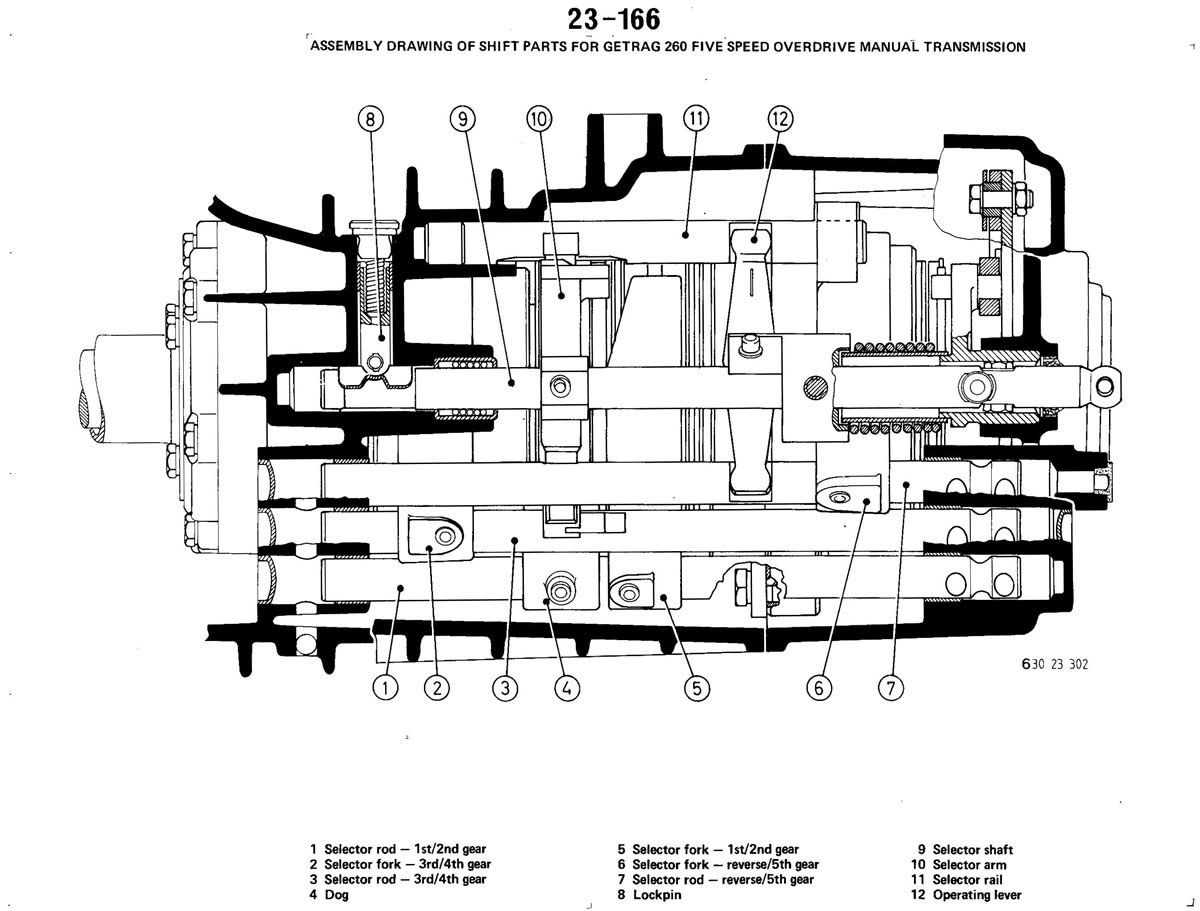 23-166
ASSEMBLY DRAWING OF SHIFT PARTS FOR GETRAG 260 FIVE SPEED OVERDRIVE MANUAL TRANSMISSION
8 9 10 11 12
630 23 302
1 2 3 4 5 6 7
1 Selector rod — 1st/2nd gear
2 Selector fork — 3rd/4th gear
3 Selector rod — 3rd/4th gear
4 Dog
5 Selector fork — 1st/2nd gear
6 Selector fork — reverse/5th gear
7 Selector rod — reverse/5th gear
8 Lockpin
9 Selector shaft
10 Selector arm
11 Selector rail
12 Operating lever